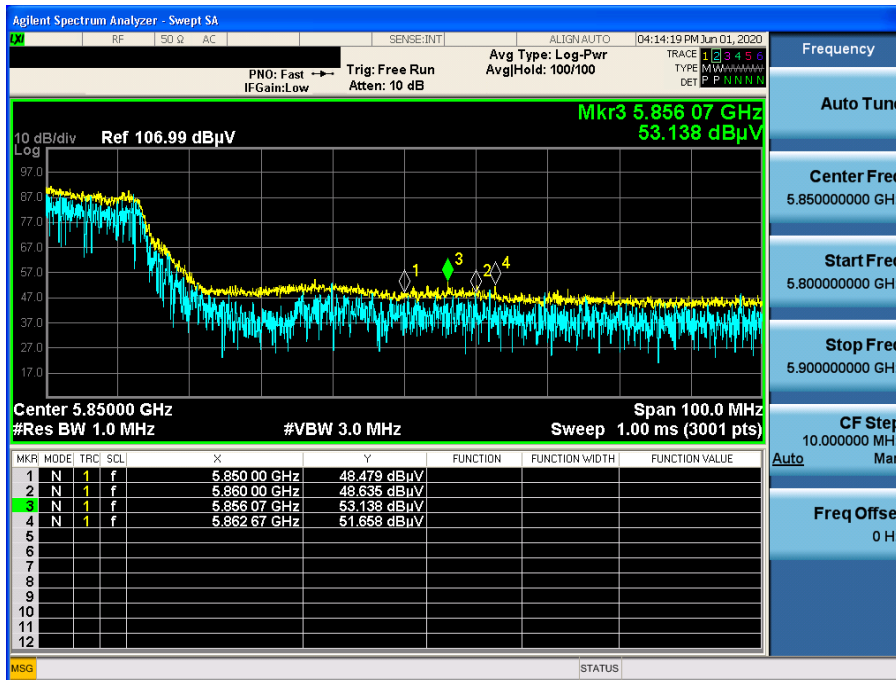 Agilent Spectrum Analyzer - Swept SA
LXI RF 50 Ω AC SENSE:INT ALIGN AUTO 04:14:19 PM Jun 01, 2020
PNO: Fast Trig: Free Run Avg Type: Log-Pwr TRACE 1 2 3 4 5 6
IFGain:Low Atten: 10 dB Avg|Hold: 100/100 TYPE M W
DET P P N N N N
Frequency
Mkr3 5.856 07 GHz
53.138 dBµV
10 dB/div Ref 106.99 dBµV
Log
97.0
87.0
77.0
67.0
57.0
47.0
37.0
27.0
17.0
1
3
2
4
Center 5.85000 GHz Span 100.0 MHz
#Res BW 1.0 MHz #VBW 3.0 MHz Sweep 1.00 ms (3001 pts)
MKR MODE TRC SCL X Y FUNCTION FUNCTION WIDTH FUNCTION VALUE
1 N 1 f 5.850 00 GHz 48.479 dBµV
2 N 1 f 5.860 00 GHz 48.635 dBµV
3 N 1 f 5.856 07 GHz 53.138 dBµV
4 N 1 f 5.862 67 GHz 51.658 dBµV
5
6
7
8
9
10
11
12
Auto Tun
Center Fre
5.850000000 GH
Start Fre
5.800000000 GH
Stop Fre
5.900000000 GH
CF Ste
10.000000 MH
Auto Ma
Freq Offse
0 H
MSG STATUS